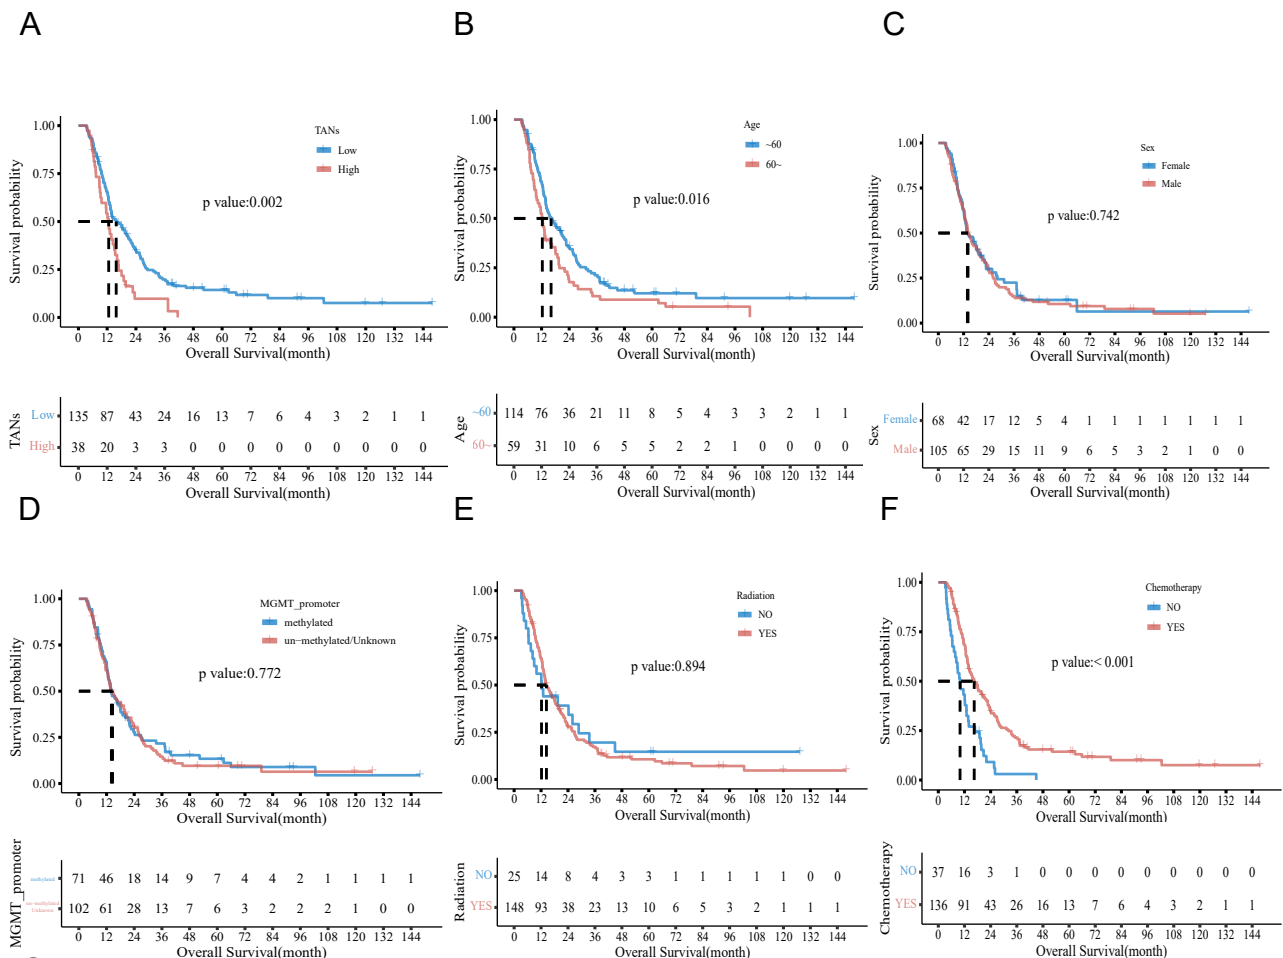 A
B
C
TANs
Low
High
p value:0.002
Survival probability
1.00
0.75
0.50
0.25
0.00
0 12 24 36 48 60 72 84 96 108 120 132 144
Overall Survival(month)
Age
~60
60~
p value:0.016
Survival probability
1.00
0.75
0.50
0.25
0.00
0 12 24 36 48 60 72 84 96 108 120 132 144
Overall Survival(month)
Sex
Female
Male
p value:0.742
Survival probability
1.00
0.75
0.50
0.25
0.00
0 12 24 36 48 60 72 84 96 108 120 132 144
Overall Survival(month)
TANs
Low 135 87 43 24 16 13 7 6 4 3 2 1 1
High 38 20 3 3 0 0 0 0 0 0 0 0 0
0 12 24 36 48 60 72 84 96 108 120 132 144
Overall Survival(month)
Age
~60 114 76 36 21 11 8 5 4 3 3 2 1 1
60~ 59 31 10 6 5 5 2 2 1 0 0 0 0
0 12 24 36 48 60 72 84 96 108 120 132 144
Overall Survival(month)
Sex
Female 68 42 17 12 5 4 1 1 1 1 1 1 1
Male 105 65 29 15 11 9 6 5 3 2 1 0 0
0 12 24 36 48 60 72 84 96 108 120 132 144
Overall Survival(month)
D
E
F
MGMT_promoter
methylated
un−methylated/Unknown
p value:0.772
Survival probability
1.00
0.75
0.50
0.25
0.00
0 12 24 36 48 60 72 84 96 108 120 132 144
Overall Survival(month)
Radiation
NO
YES
p value:0.894
Survival probability
1.00
0.75
0.50
0.25
0.00
0 12 24 36 48 60 72 84 96 108 120 132 144
Overall Survival(month)
Chemotherapy
NO
YES
p value:< 0.001
Survival probability
1.00
0.75
0.50
0.25
0.00
0 12 24 36 48 60 72 84 96 108 120 132 144
Overall Survival(month)
MGMT_promoter
methylated 71 46 18 14 9 7 4 4 2 1 1 1 1
un−methylated/
Unknown 102 61 28 13 7 6 3 2 2 2 1 0 0
0 12 24 36 48 60 72 84 96 108 120 132 144
Overall Survival(month)
Radiation
NO 25 14 8 4 3 3 1 1 1 1 1 0 0
YES 148 93 38 23 13 10 6 5 3 2 1 1 1
0 12 24 36 48 60 72 84 96 108 120 132 144
Overall Survival(month)
Chemotherapy
NO 37 16 3 1 0 0 0 0 0 0 0 0 0
YES 136 91 43 26 16 13 7 6 4 3 2 1 1
0 12 24 36 48 60 72 84 96 108 120 132 144
Overall Survival(month)